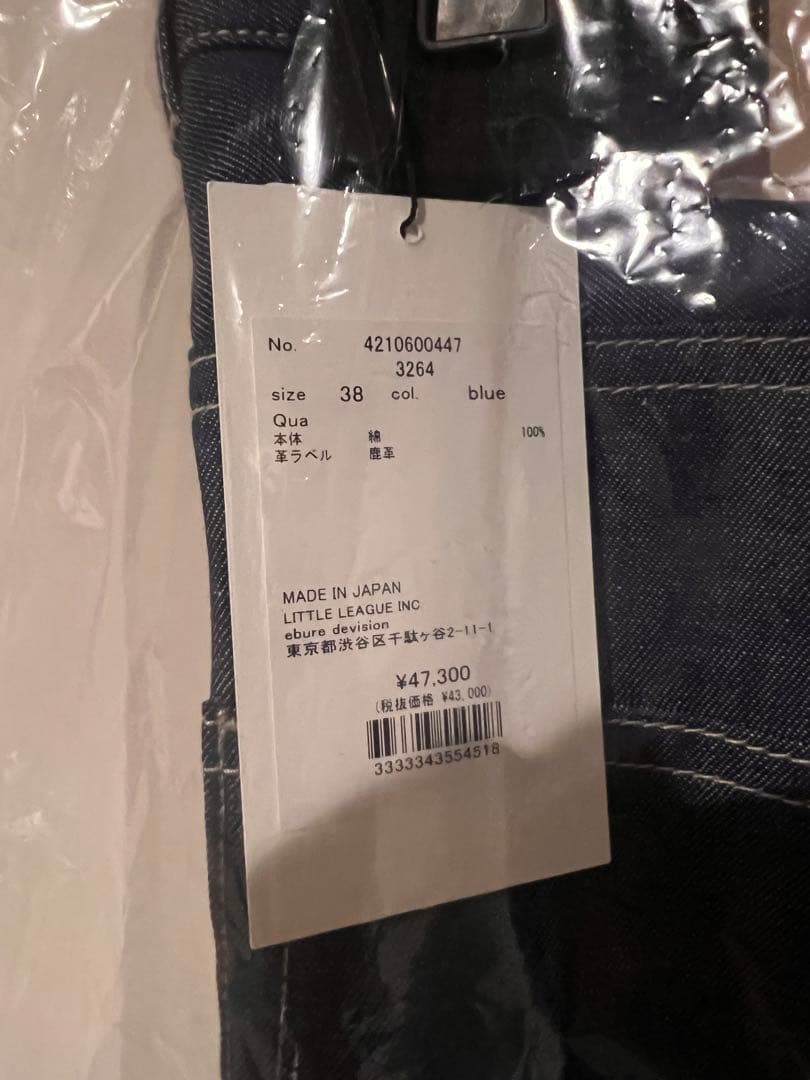 No. 4210600447
3264
size 38 col. blue
Qua
本体 綿 100%
革ラベル 鹿革
MADE IN JAPAN
LITTLE LEAGUE INC
ebure devision
東京都渋谷区千駄ヶ谷2-11-1
¥47,300
(税抜価格 ¥43,000)
3333343554518